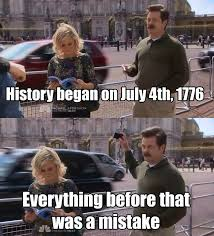 History began on July 4th, 1776
Everything before that
was a mistake